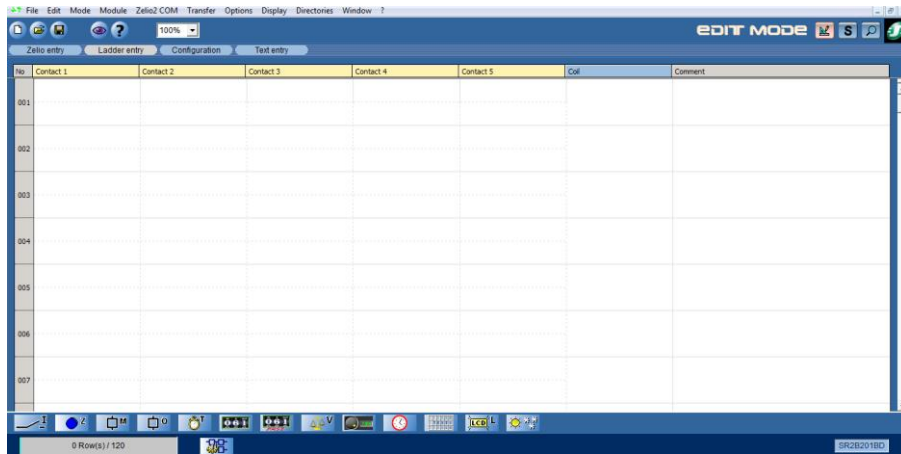 File Edit Mode Module Zelio2 COM Transfer Options Display Directories Window ?
100% EDIT MODE S
Zelio entry Ladder entry Configuration Text entry
No Contact 1 Contact 2 Contact 3 Contact 4 Contact 5 Coil Comment
001
002
003
004
005
006
007
I Z M Q T V LCD L
0 Row(s) / 120 SR2B201BD